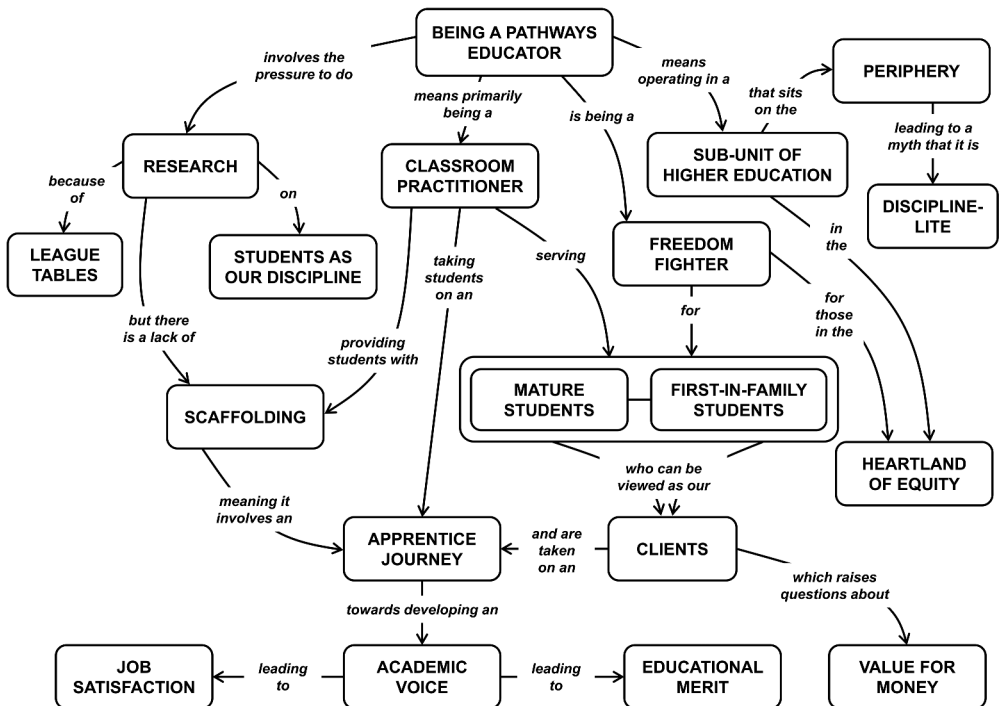 BEING A PATHWAYS
EDUCATOR
involves the
pressure to do
means primarily
being a
is being a
means
operating in a
that sits
on the
PERIPHERY
leading to a
myth that it is
RESEARCH
CLASSROOM
PRACTITIONER
SUB-UNIT OF
HIGHER EDUCATION
DISCIPLINE-
LITE
because
of
on
LEAGUE
TABLES
STUDENTS AS
OUR DISCIPLINE
taking
students
on an
serving
FREEDOM
FIGHTER
in
the
but there
is a lack of
providing
students with
for
for
those
in the
SCAFFOLDING
MATURE
STUDENTS
FIRST-IN-FAMILY
STUDENTS
HEARTLAND
OF EQUITY
meaning it
involves an
who can be
viewed as our
APPRENTICE
JOURNEY
and are
taken
on an
CLIENTS
which raises
questions about
towards developing an
JOB
SATISFACTION
leading
to
ACADEMIC
VOICE
leading
to
EDUCATIONAL
MERIT
VALUE FOR
MONEY